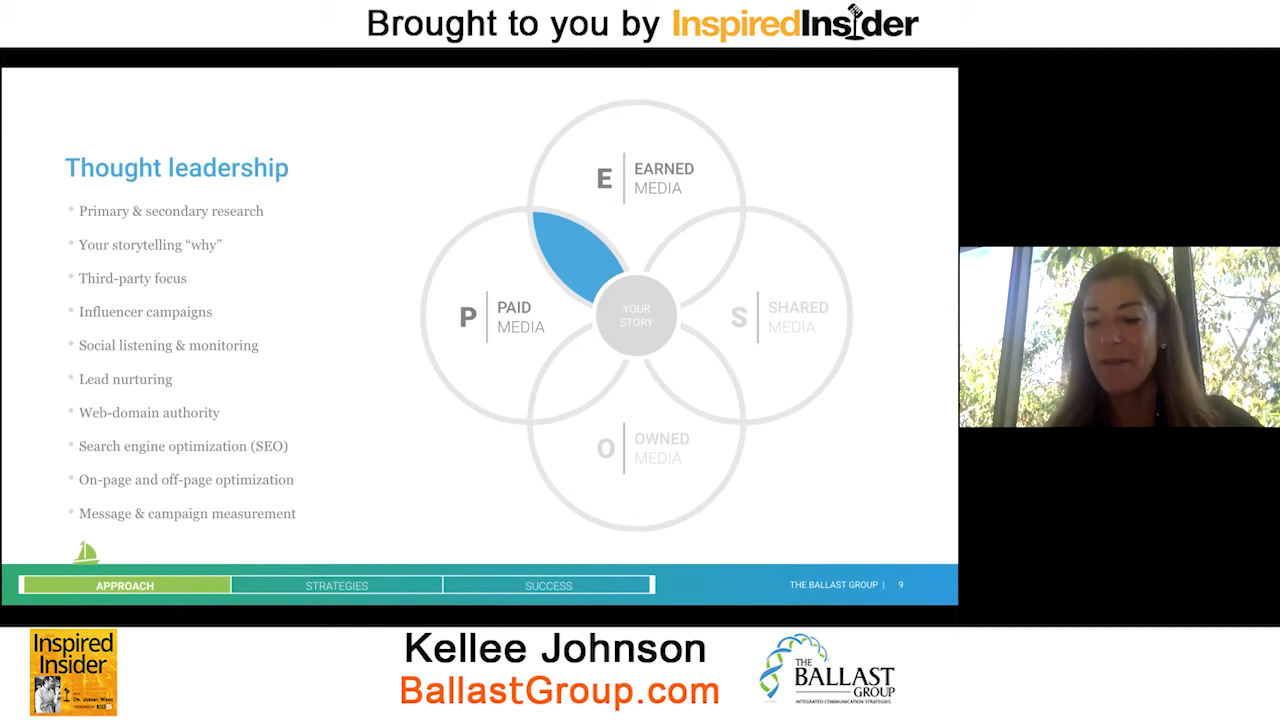 Brought to you by InspiredInsider
Thought leadership
Primary & secondary research
Your storytelling “why”
Third-party focus
Influencer campaigns
Social listening & monitoring
Lead nurturing
Web-domain authority
Search engine optimization (SEO)
On-page and off-page optimization
Message & campaign measurement
E
EARNED
MEDIA
P
PAID
MEDIA
YOUR
STORY
S
SHARED
MEDIA
O
OWNED
MEDIA
APPROACH
STRATEGIES
SUCCESS
THE BALLAST GROUP | 9
Inspired
Insider
Kellee Johnson
BallastGroup.com
THE
BALLAST
GROUP
INTEGRATED COMMUNICATION STRATEGIES